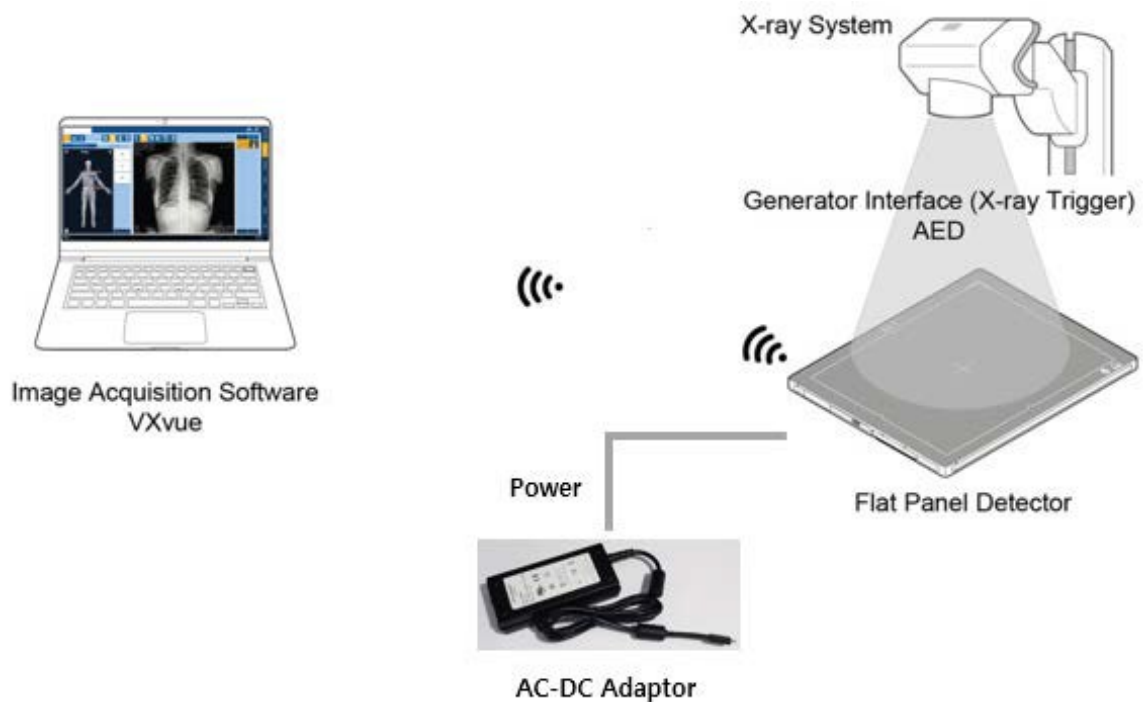 X-ray System
Generator Interface (X-ray Trigger)
AED
Image Acquisition Software
VXvue
Power
Flat Panel Detector
AC-DC Adaptor